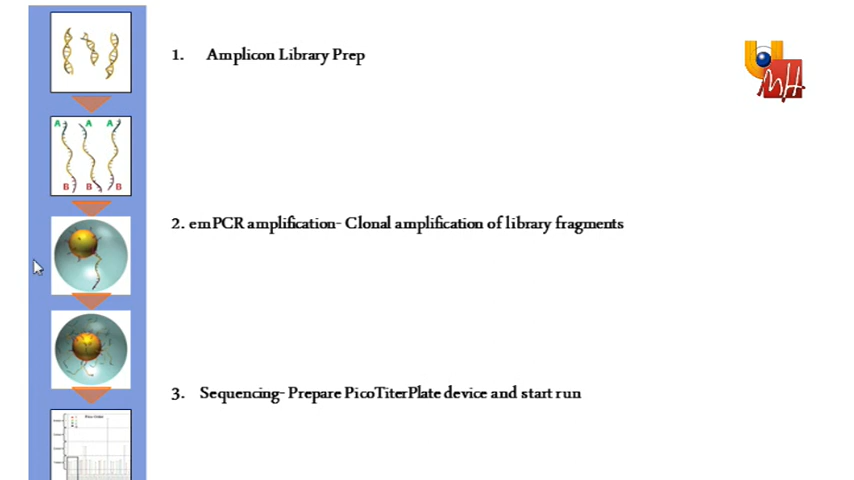 1. Amplicon Library Prep
A A A
B B B
2. emPCR amplification- Clonal amplification of library fragments
3. Sequencing- Prepare PicoTiterPlate device and start run
U
MH